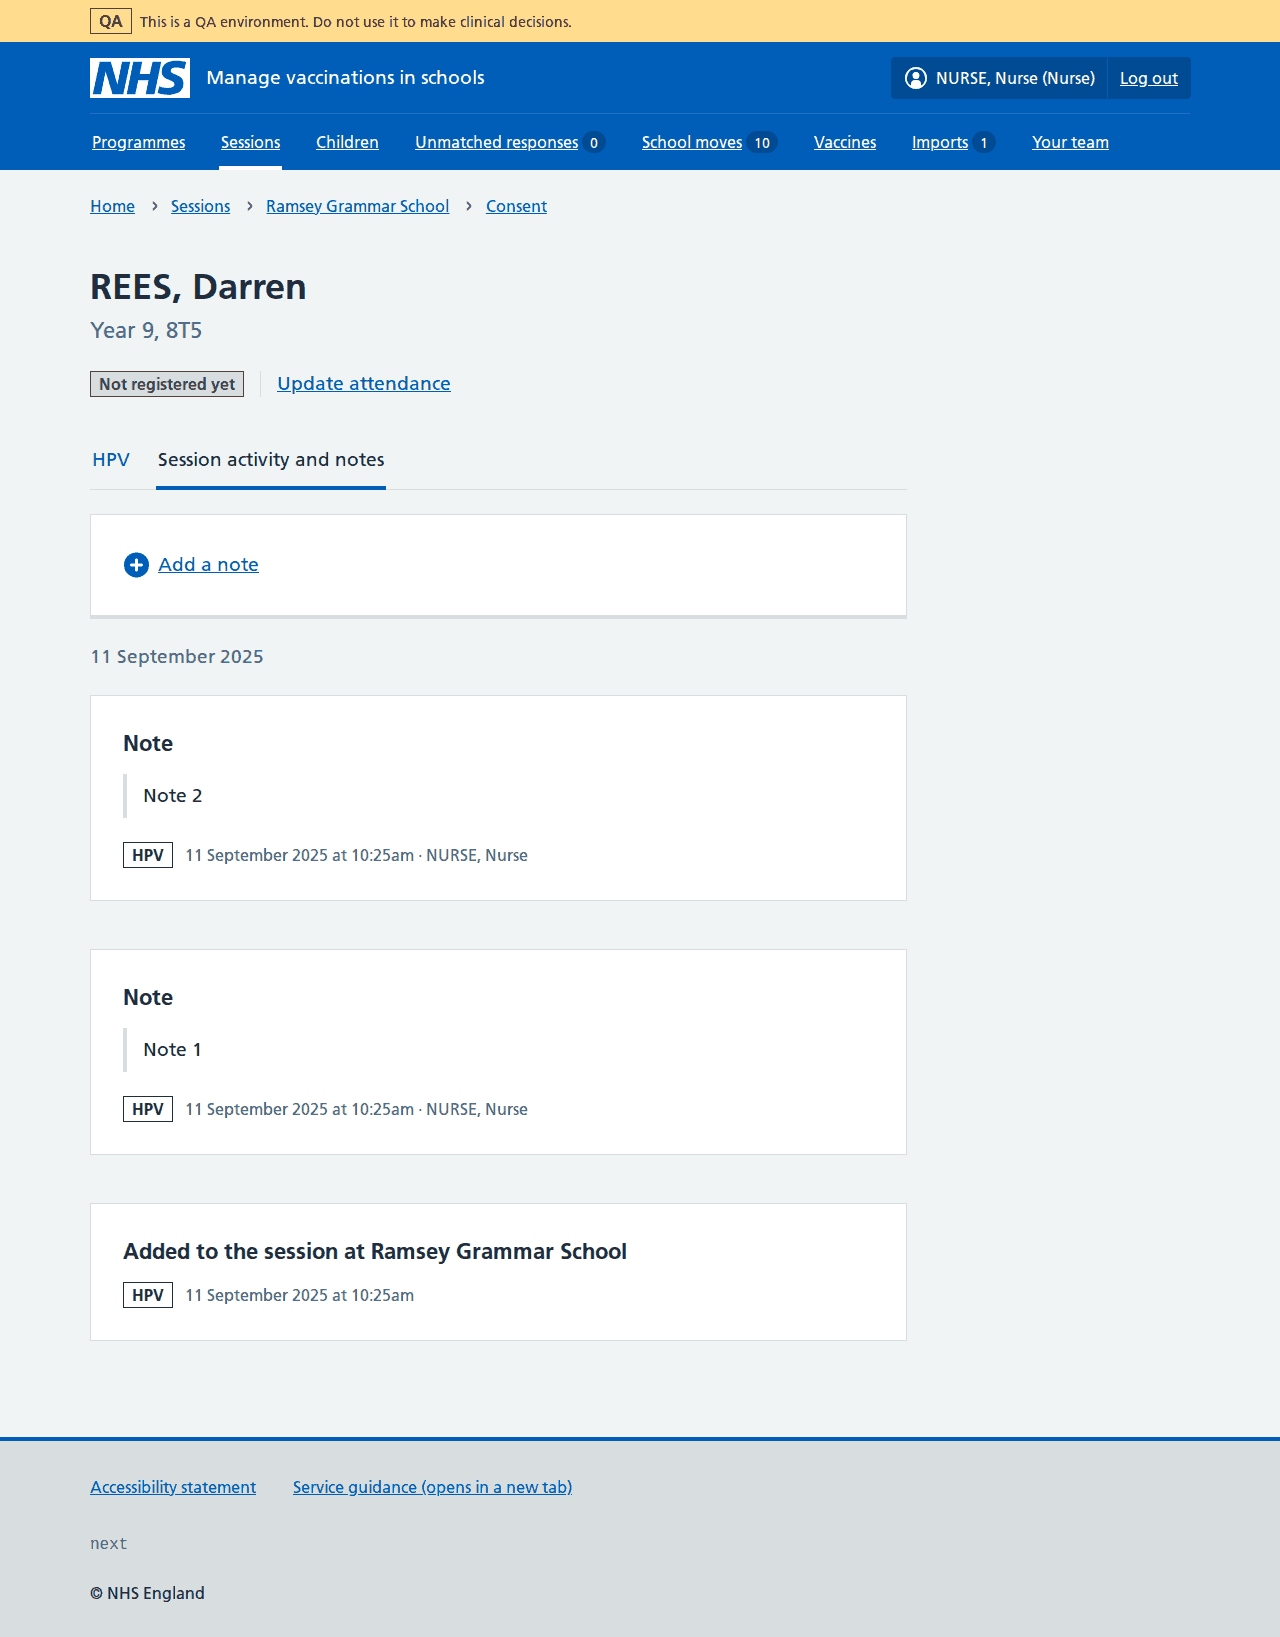 QA This is a QA environment. Do not use it to make clinical decisions.
NHS Manage vaccinations in schools NURSE, Nurse (Nurse) Log out
Programmes Sessions Children Unmatched responses 0 School moves 10 Vaccines Imports 1 Your team
Home › Sessions › Ramsey Grammar School › Consent
REES, Darren
Year 9, 8T5
Not registered yet Update attendance
HPV Session activity and notes
Add a note
11 September 2025
Note
Note 2
HPV 11 September 2025 at 10:25am · NURSE, Nurse
Note
Note 1
HPV 11 September 2025 at 10:25am · NURSE, Nurse
Added to the session at Ramsey Grammar School
HPV 11 September 2025 at 10:25am
Accessibility statement Service guidance (opens in a new tab)
next
© NHS England